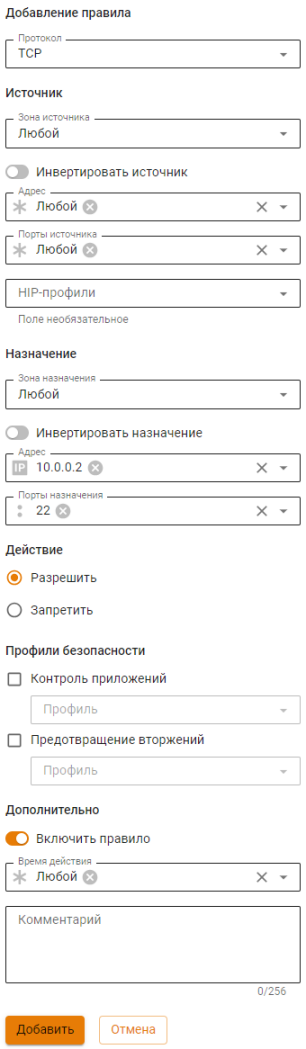 Добавление правила
Протокол
TCP
Источник
Зона источника
Любой
Инвертировать источник
Адрес
Любой
Порты источника
Любой
HIP-профили
Поле необязательное
Назначение
Зона назначения
Любой
Инвертировать назначение
Адрес
IP 10.0.0.2
Порты назначения
22
Действие
Разрешить
Запретить
Профили безопасности
Контроль приложений
Профиль
Предотвращение вторжений
Профиль
Дополнительно
Включить правило
Время действия
Любой
Комментарий
0/256
Добавить Отмена